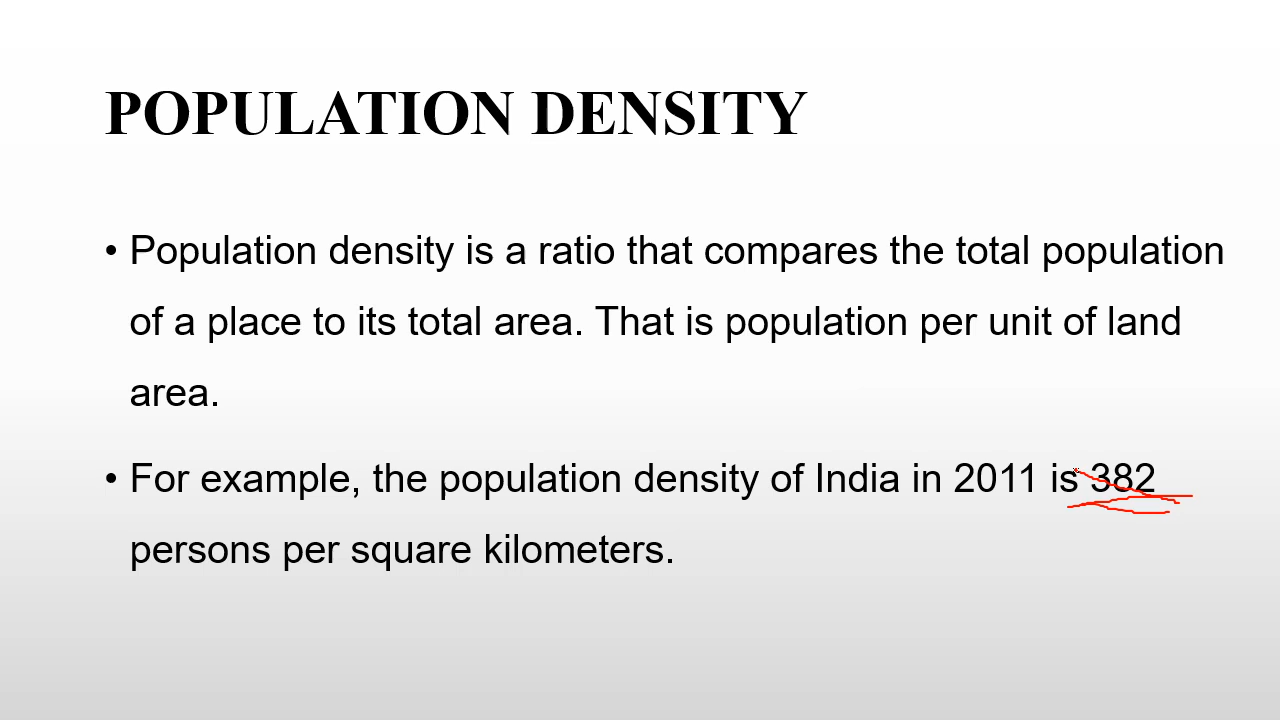 POPULATION DENSITY
• Population density is a ratio that compares the total population
of a place to its total area. That is population per unit of land
area.
• For example, the population density of India in 2011 is 382
persons per square kilometers.